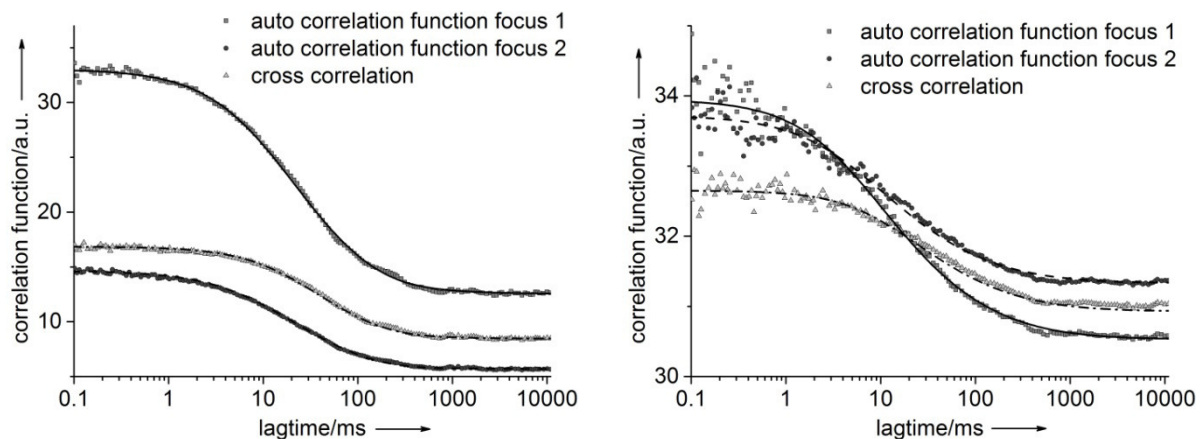 auto correlation function focus 1
auto correlation function focus 2
cross correlation
correlation function/a.u.
30
20
10
0.1 1 10 100 1000 10000
lagtime/ms
auto correlation function focus 1
auto correlation function focus 2
cross correlation
correlation function/a.u.
34
32
30
0.1 1 10 100 1000 10000
lagtime/ms